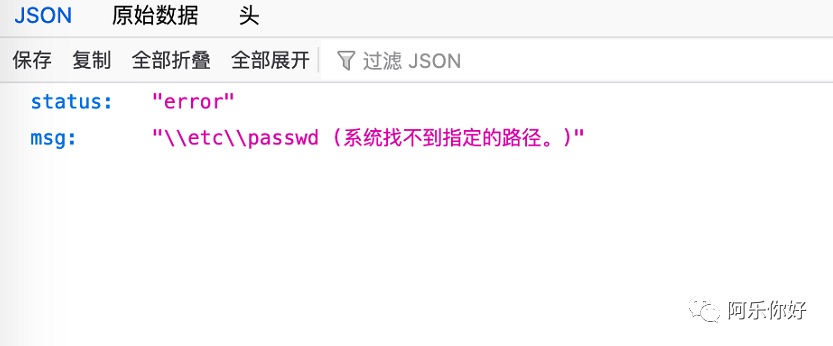 JSON 原始数据 头
保存 复制 全部折叠 全部展开 过滤 JSON
status: "error"
msg: "\\etc\\passwd (系统找不到指定的路径。)"
阿乐你好